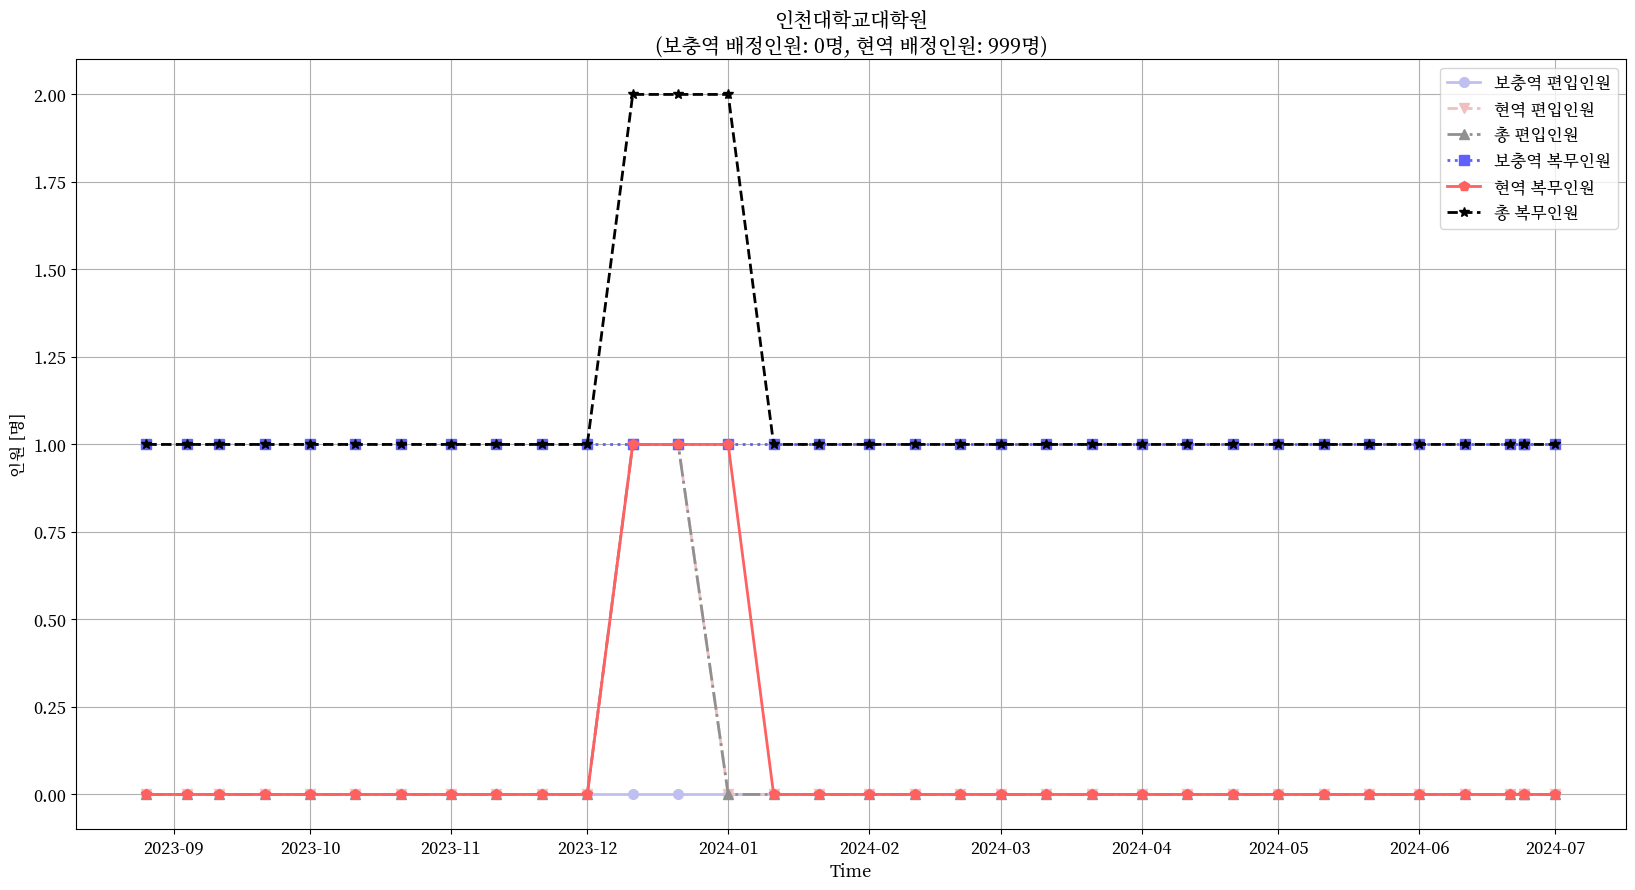 인천대학교대학원
(보충역 배정인원: 0명, 현역 배정인원: 999명)
보충역 편입인원
현역 편입인원
총 편입인원
보충역 복무인원
현역 복무인원
총 복무인원
2.00
1.75
1.50
1.25
1.00
0.75
0.50
0.25
0.00
인원 [명]
2023-09 2023-10 2023-11 2023-12 2024-01 2024-02 2024-03 2024-04 2024-05 2024-06 2024-07
Time